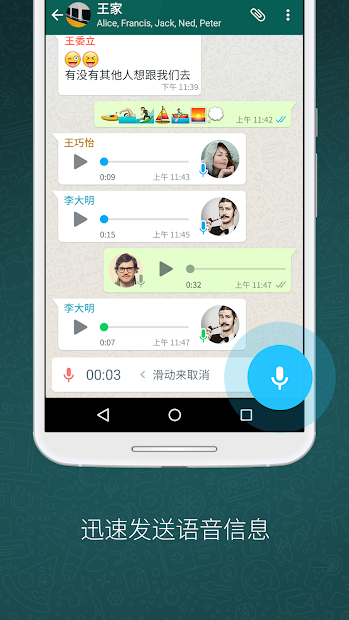 王家
Alice, Francis, Jack, Ned, Peter
王委立
😜😝
有没有其他人想跟我们去
下午 11:39
上午 11:42
王巧怡
0:09
上午 11:43
李大明
0:15
上午 11:45
0:32
上午 11:47
李大明
0:07
上午 11:47
00:03
滑动来取消
迅速发送语音信息